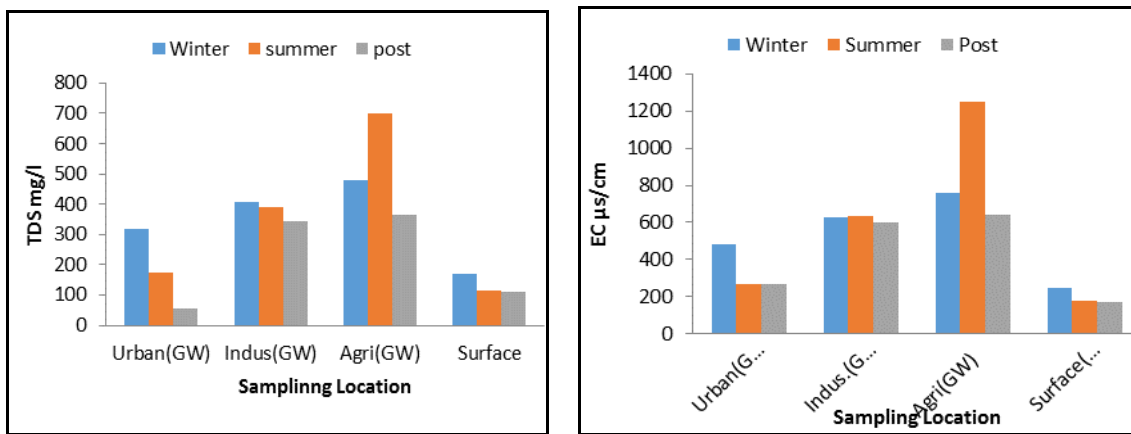 Winter summer post
800
700
600
500
400
300
200
100
0
TDS mg/l
Urban(GW) Indus(GW) Agri(GW) Surface
Samplinng Location
Winter Summer Post
1400
1200
1000
800
600
400
200
0
EC µs/cm
Urban(G... Indus.(G... Agri(GW) Surface(...
Sampling Location